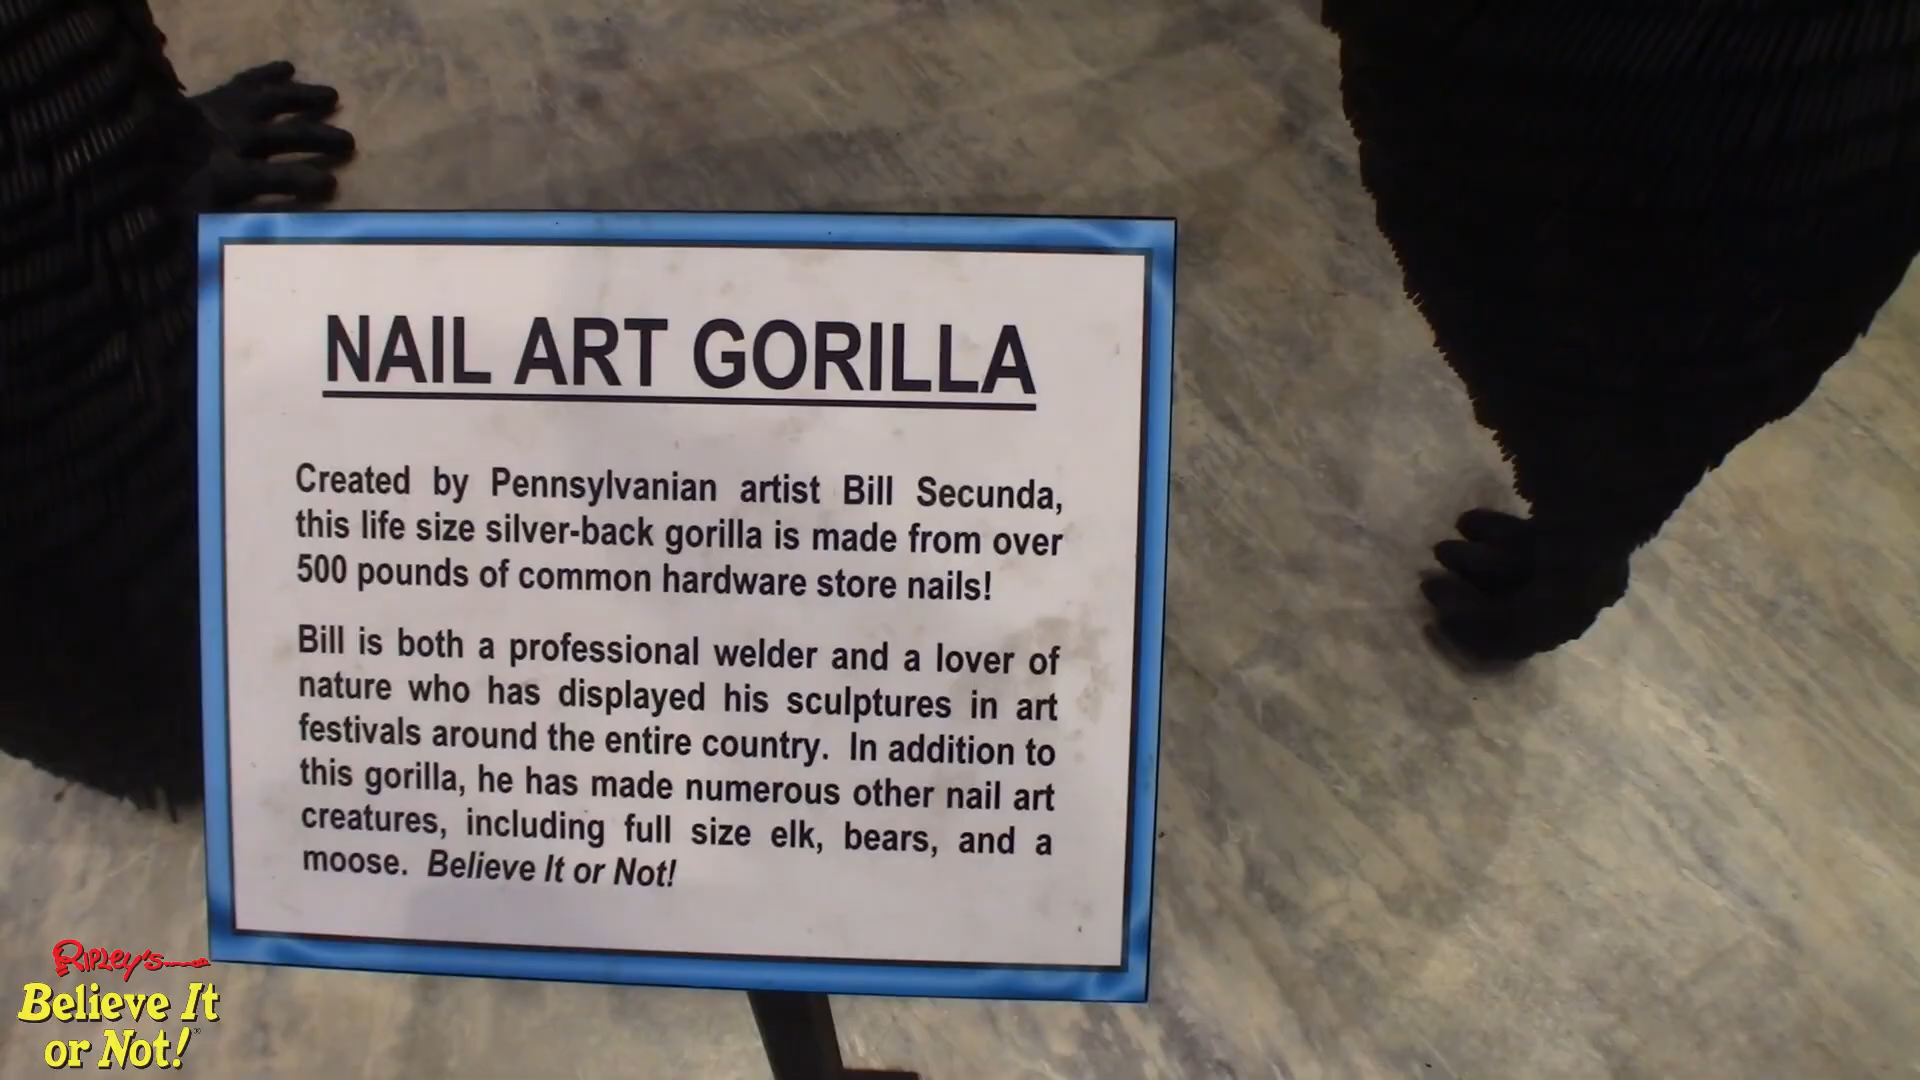 NAIL ART GORILLA
Created by Pennsylvanian artist Bill Secunda,
this life size silver-back gorilla is made from over
500 pounds of common hardware store nails!
Bill is both a professional welder and a lover of
nature who has displayed his sculptures in art
festivals around the entire country. In addition to
this gorilla, he has made numerous other nail art
creatures, including full size elk, bears, and a
moose. Believe It or Not!
Ripley's
Believe It
or Not!®